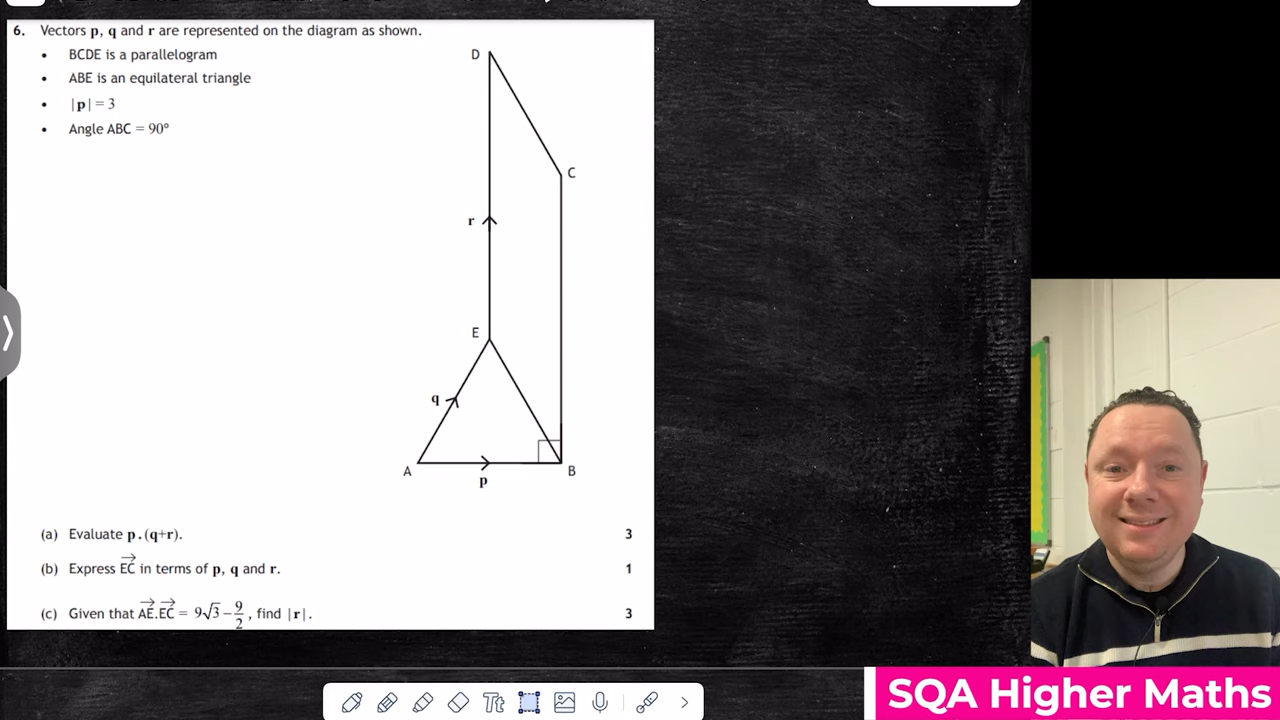 6. Vectors p, q and r are represented on the diagram as shown.
• BCDE is a parallelogram
• ABE is an equilateral triangle
• |p| = 3
• Angle ABC = 90°
D
C
r
E
q
A
B
p
(a) Evaluate p.(q+r). 3
(b) Express →EC in terms of p, q and r. 1
(c) Given that →AE.→EC = 9√3 − 9/2, find |r|. 3
Tt
SQA Higher Maths